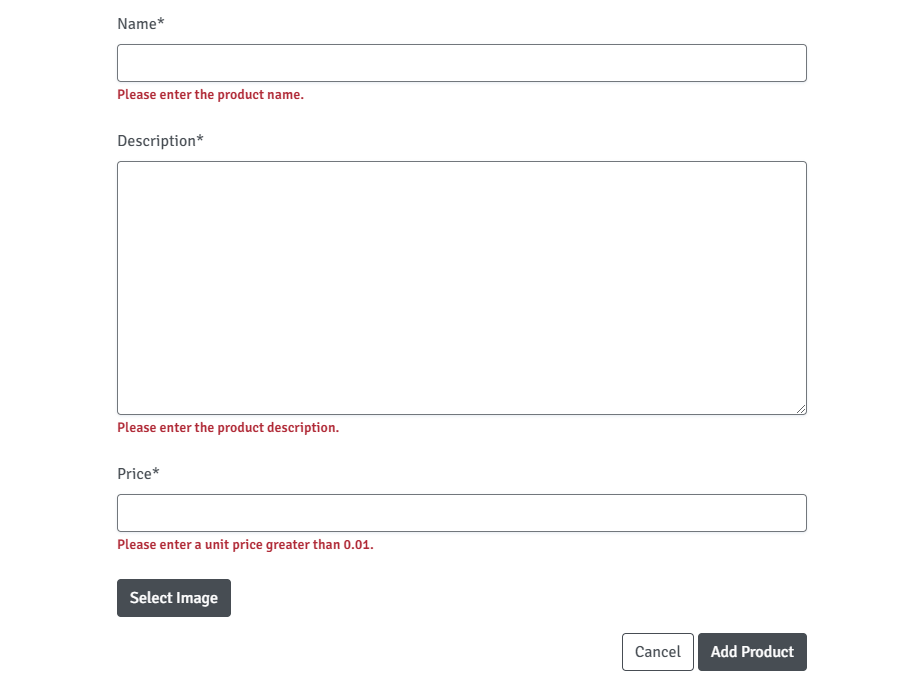 Name*
Please enter the product name.
Description*
Please enter the product description.
Price*
Please enter a unit price greater than 0.01.
Select Image
Cancel Add Product